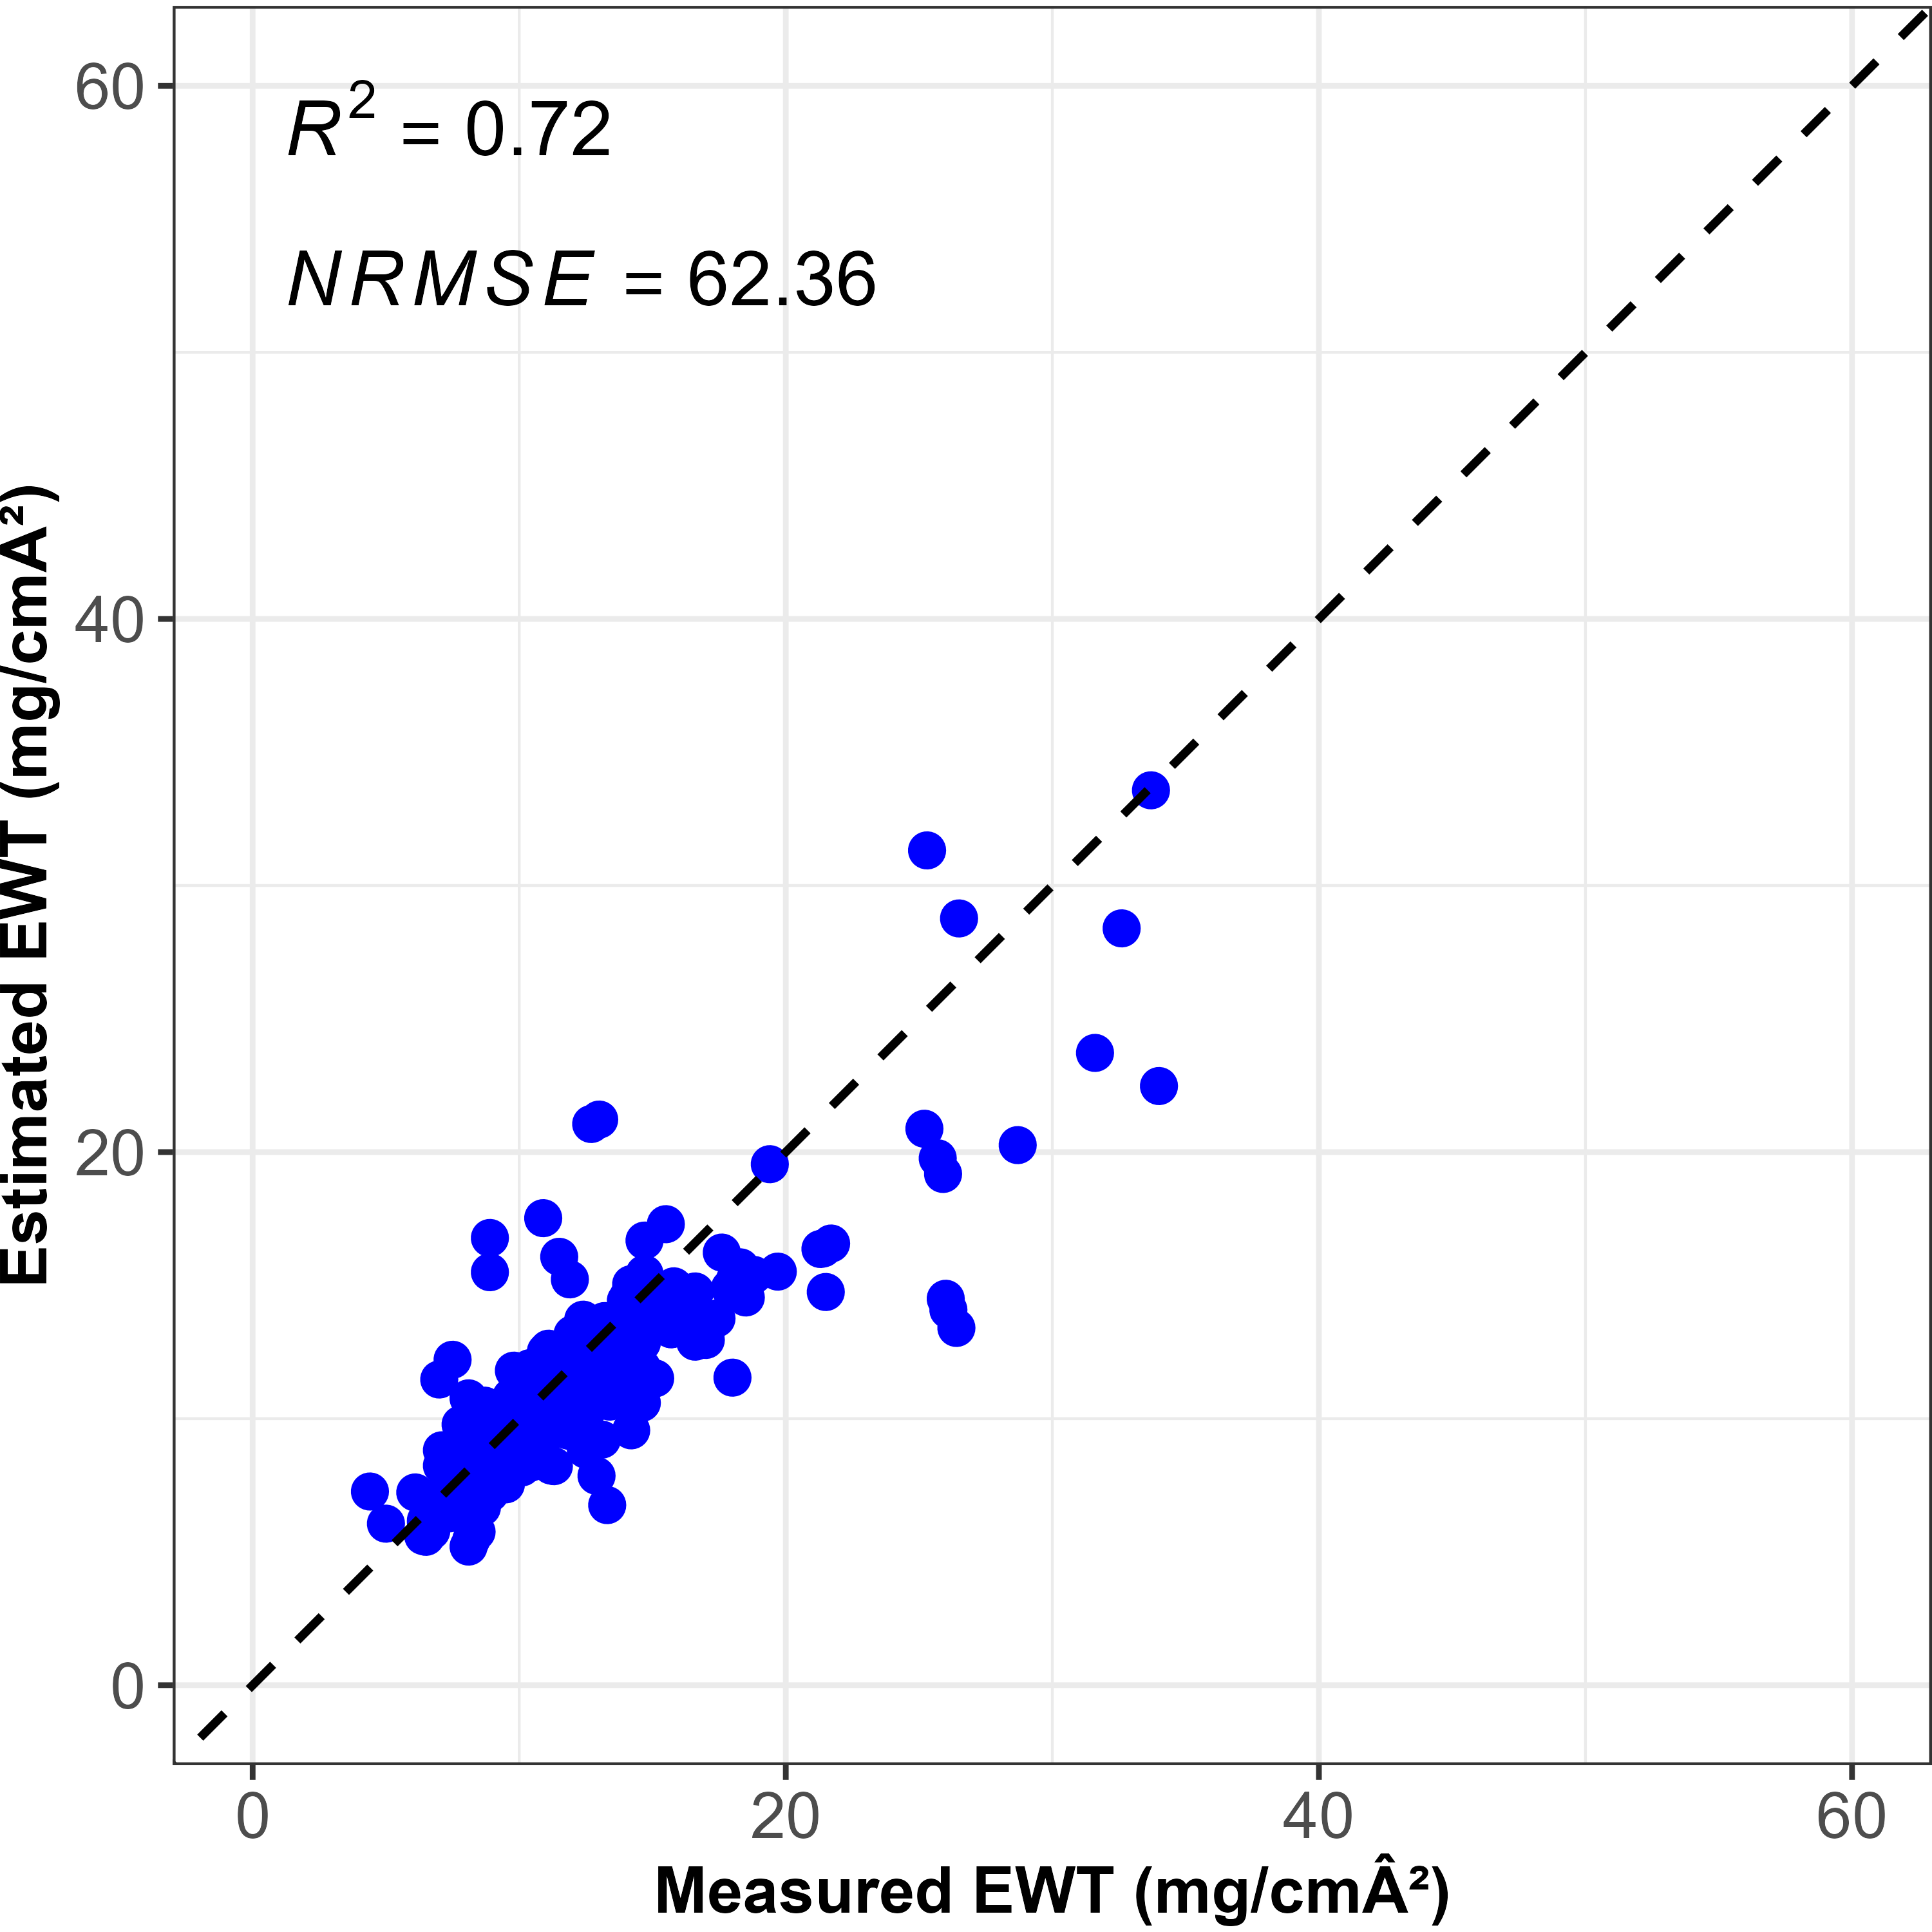 60
R² = 0.72
NRMSE = 62.36
40
20
0
Estimated EWT (mg/cmÂ²)
0 20 40 60
Measured EWT (mg/cmÂ²)